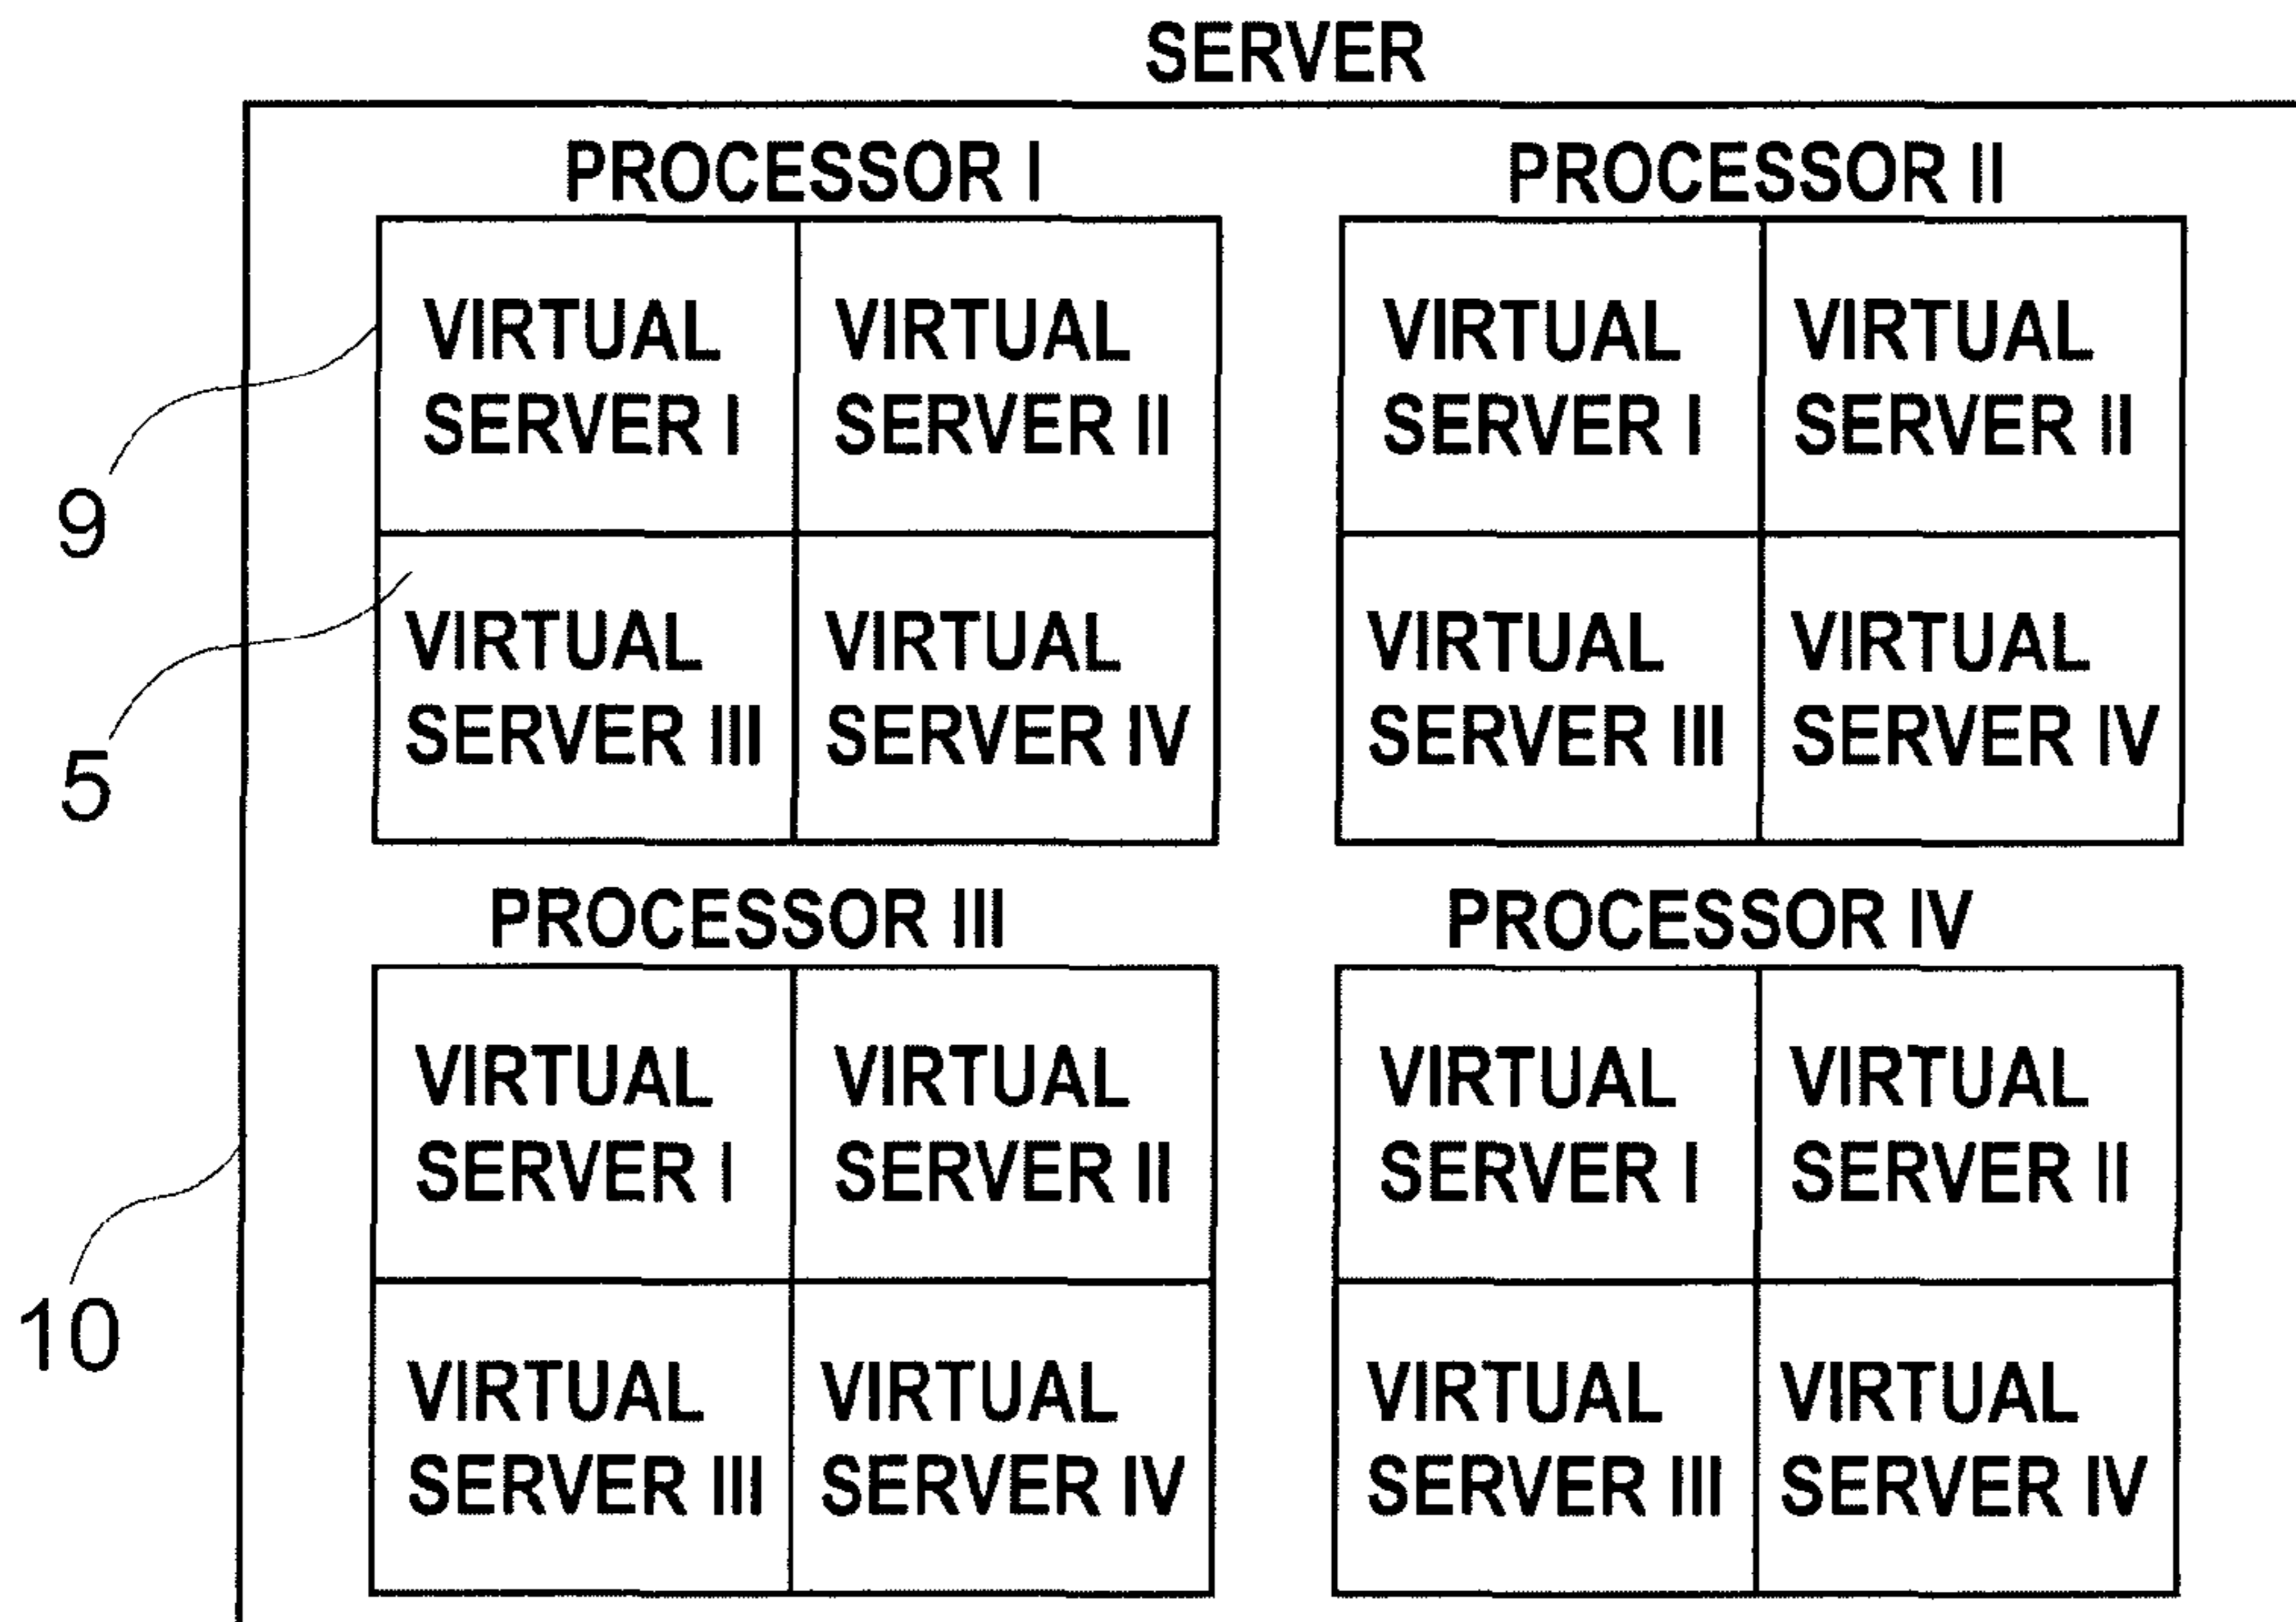 SERVER
PROCESSOR I
PROCESSOR II
VIRTUAL
SERVER I
VIRTUAL
SERVER II
VIRTUAL
SERVER I
VIRTUAL
SERVER II
9
VIRTUAL
SERVER III
VIRTUAL
SERVER IV
VIRTUAL
SERVER III
VIRTUAL
SERVER IV
5
PROCESSOR III
PROCESSOR IV
VIRTUAL
SERVER I
VIRTUAL
SERVER II
VIRTUAL
SERVER I
VIRTUAL
SERVER II
10
VIRTUAL
SERVER III
VIRTUAL
SERVER IV
VIRTUAL
SERVER III
VIRTUAL
SERVER IV